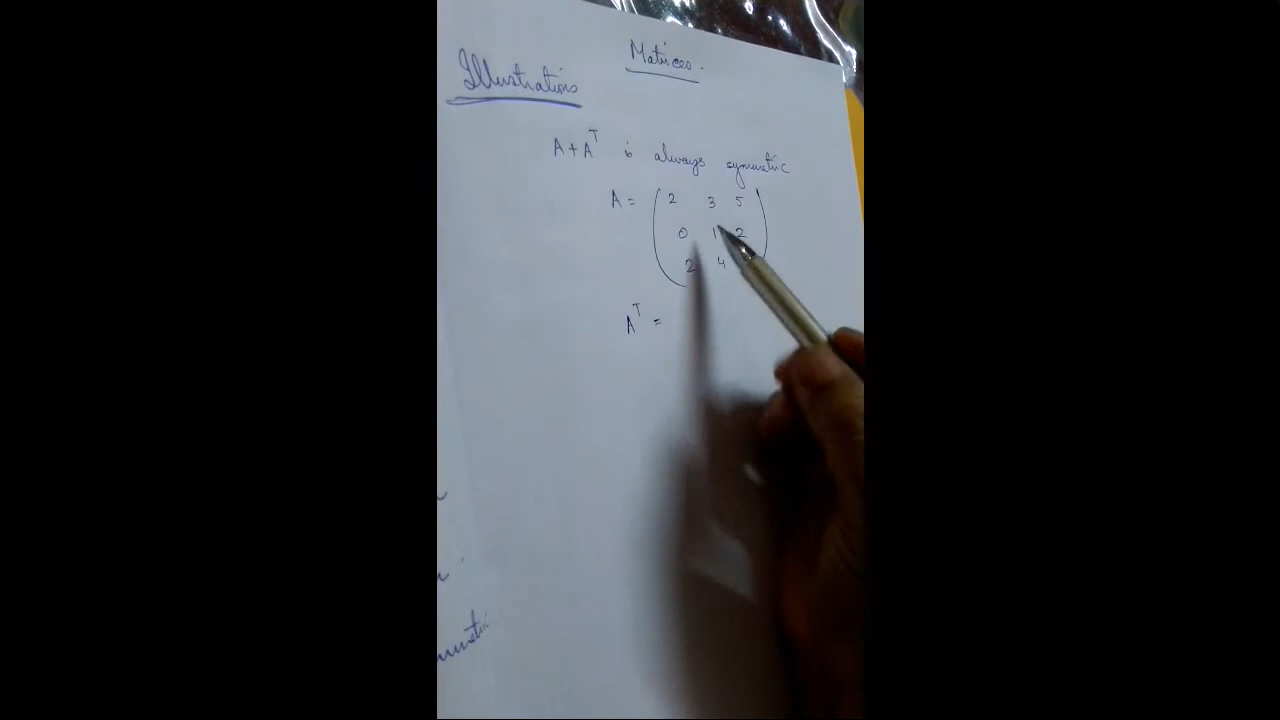 Matrices.
Illustrations
A + A^T is always symmetric
A = ( 2 3 5 )
0 1 2
2 4
A^T =